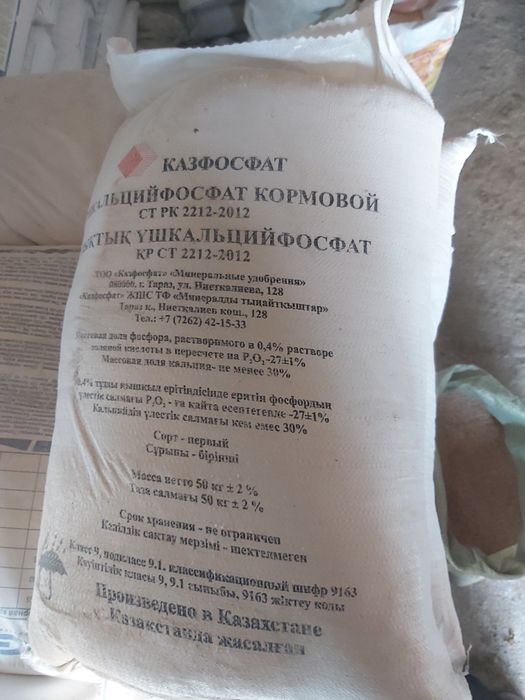 КАЗФОСФАТ
КАЛЬЦИЙФОСФАТ КОРМОВОЙ
СТ РК 2212-2012
ЫҚТЫҚ ҮШКАЛЬЦИЙФОСФАТ
ҚР СТ 2212-2012
ТОО «Казфосфат» «Минеральные удобрения»
080000, г. Тараз, ул. Ниеткалиева, 128
«Казфосфат» ЖШС ТФ «Минералды тыңайтқыштар»
Тараз қ., Ниеткалиев көш., 128
Тел.: +7 (7262) 42-15-33
Массовая доля фосфора, растворимого в 0,4% растворе
соляной кислоты в пересчете на P₂O₅-27±1%
Массовая доля кальция- не менее 30%
0,4% тұзды қышқыл ерітіндісінде еритін фосфордың
үлестік салмағы P₂O₅ - ға қайта есептегенде -27±1%
Кальцийдің үлестік салмағы кем емес 30%
Сорт - первый
Сұрыпы - бірінші
Масса нетто 50 кг ± 2 %
Таза салмағы 50 кг ± 2 %
Срок хранения - не ограничен
Кепілдік сақтау мерзімі - шектелмеген
Класс 9, подкласс 9.1. классификационный шифр 9163
Қауіптілік класы 9, 9.1 сыныбы, 9163 жіктеу коды
Произведено в Казахстане
Қазақстанда жасалған